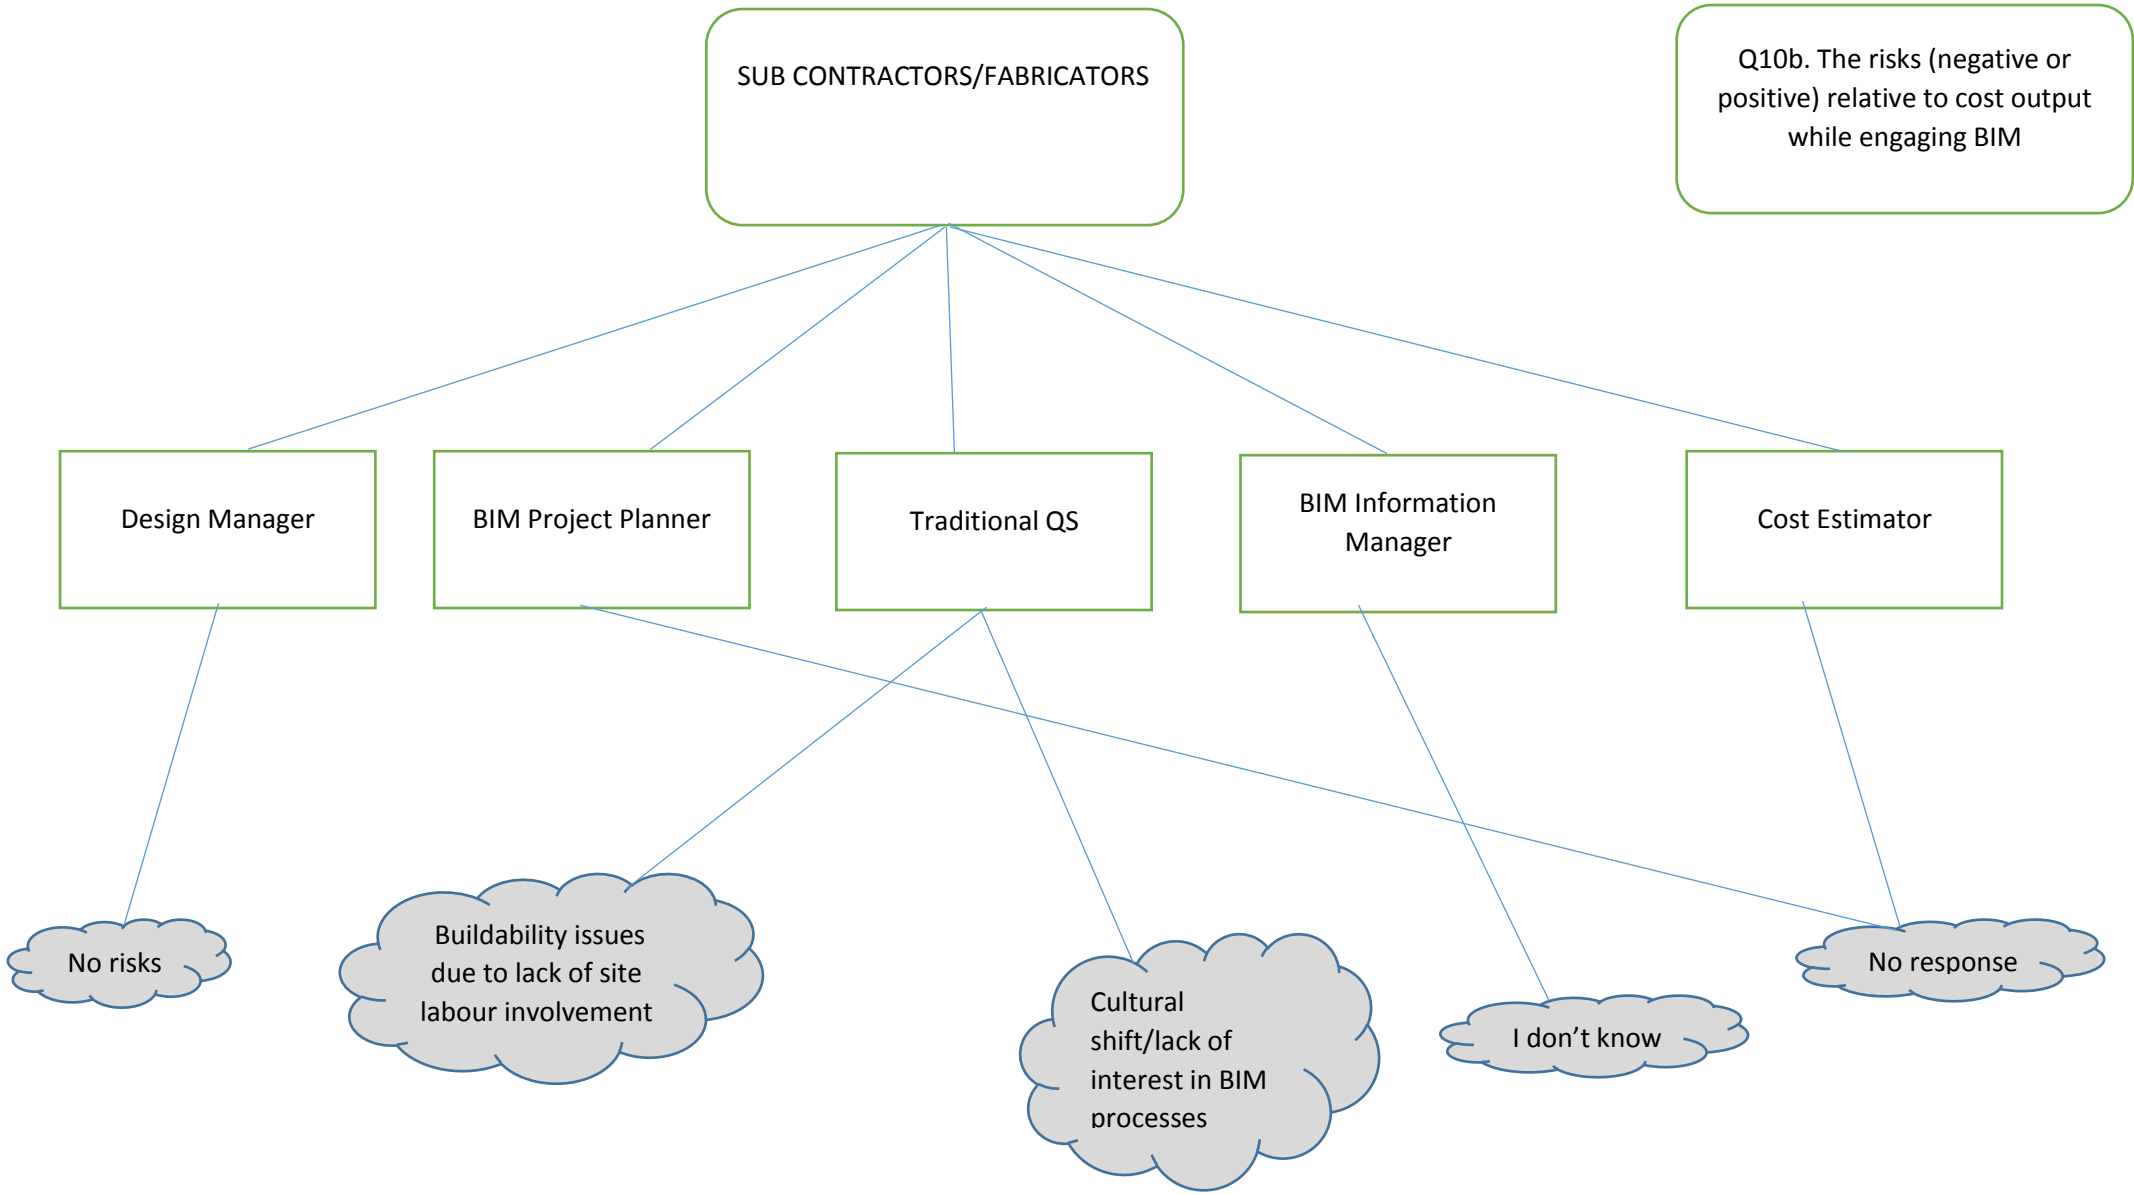 SUB CONTRACTORS/FABRICATORS
Q10b. The risks (negative or
positive) relative to cost output
while engaging BIM
Design Manager
BIM Project Planner
Traditional QS
BIM Information
Manager
Cost Estimator
No risks
Buildability issues
due to lack of site
labour involvement
Cultural
shift/lack of
interest in BIM
processes
I don’t know
No response